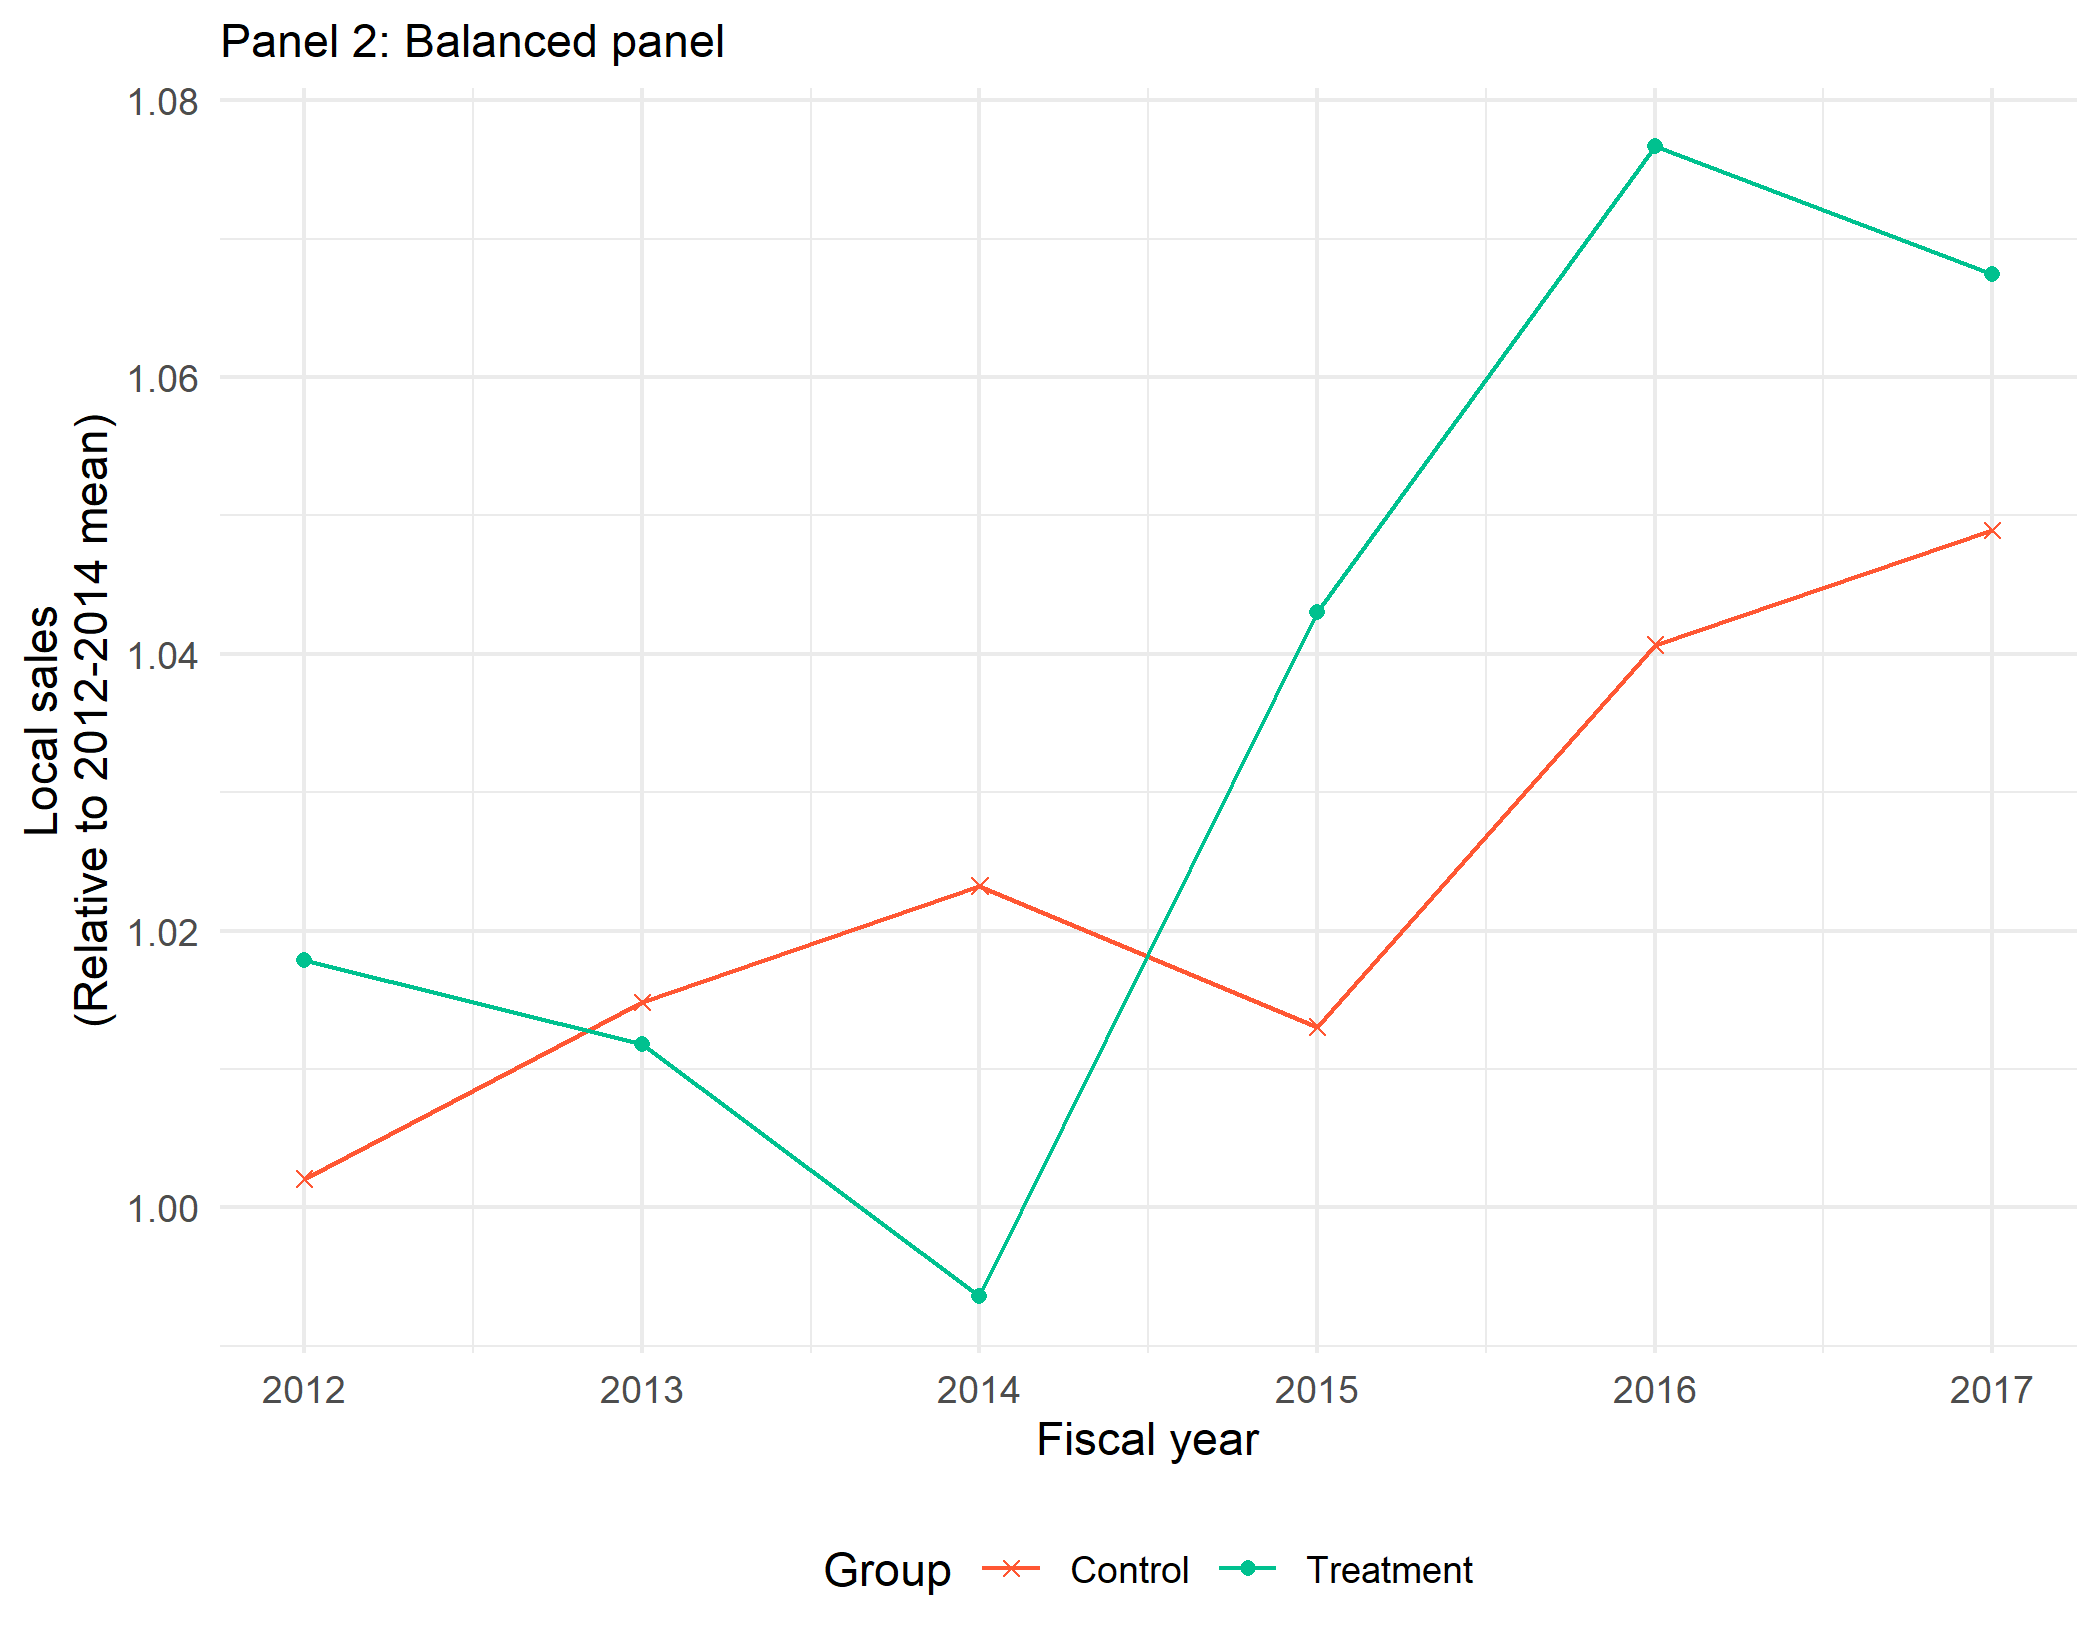 Panel 2: Balanced panel
Local sales
(Relative to 2012-2014 mean)
1.08
1.06
1.04
1.02
1.00
2012 2013 2014 2015 2016 2017
Fiscal year
Group Control Treatment